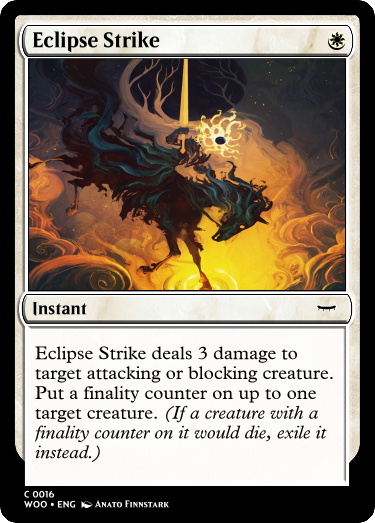 Eclipse Strike
Instant
Eclipse Strike deals 3 damage to
target attacking or blocking creature.
Put a finality counter on up to one
target creature. (If a creature with a
finality counter on it would die, exile it
instead.)
C 0016
WOO • ENG Anato Finnstark